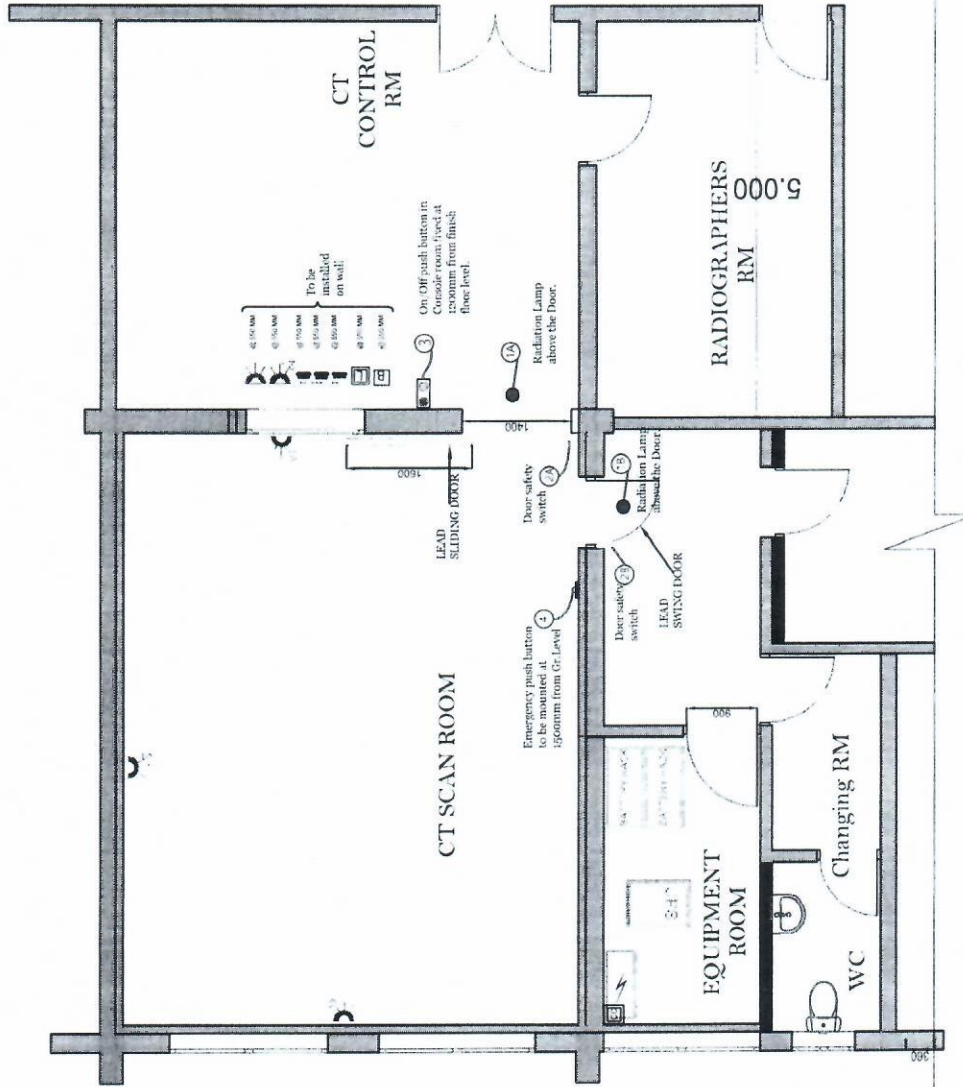 CT
CONTROL
RM
To be
installed
on wall
3
On/Off push button in
Console room fixed at
1200mm from finish
floor level.
1A
Radiation Lamp
above the Door.
RADIOGRAPHERS
RM
5.000
1400
1600
LEAD
SLIDING DOOR
Door safety
switch
2A
1B
Radiation Lamp
above the Door.
Door safety
switch
2B
LEAD
SWING DOOR
4
Emergency push button
to be mounted at
1500mm from Gr.Level
CT SCAN ROOM
900
EQUIPMENT
ROOM
Changing RM
WC
360